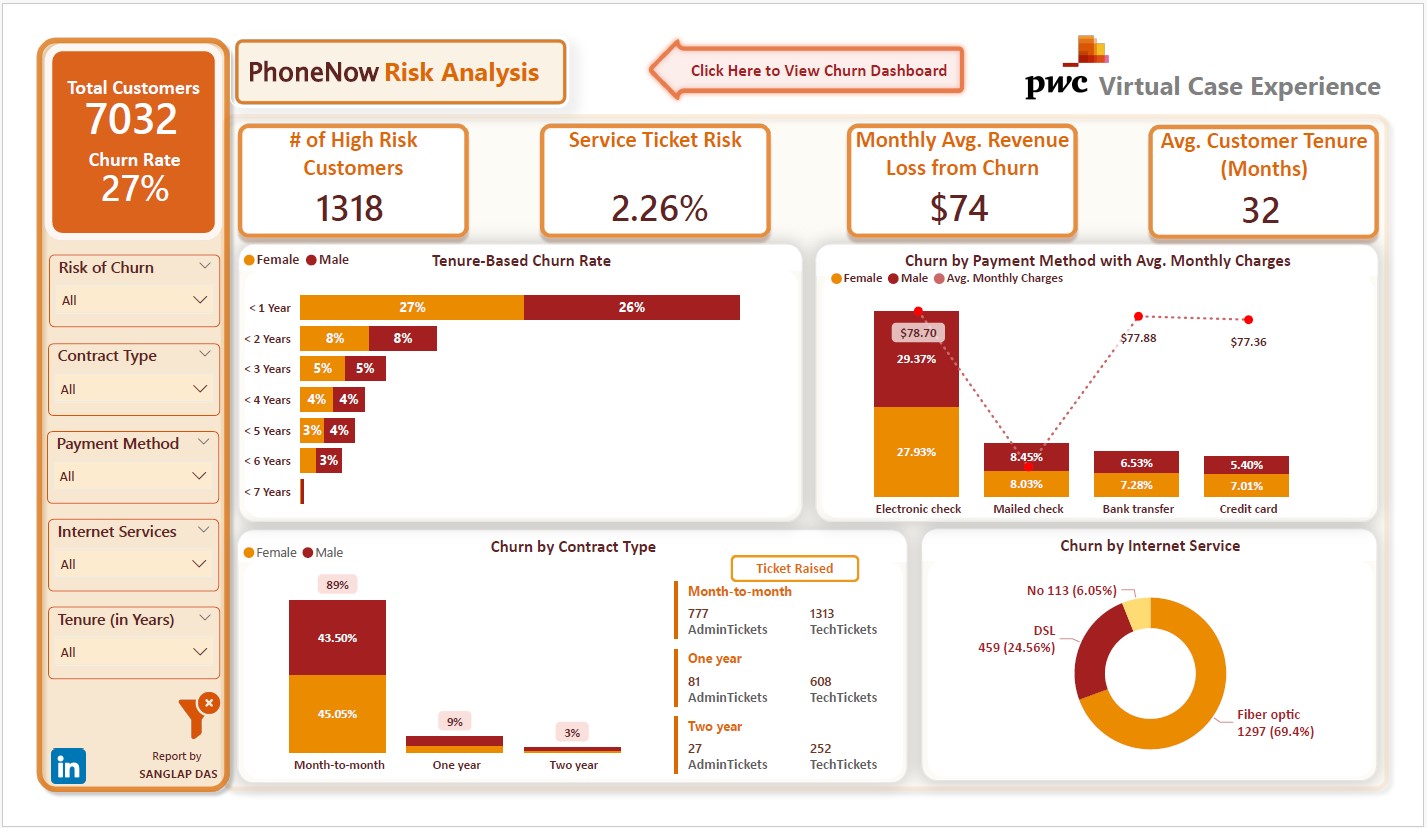 Total Customers
7032
Churn Rate
27%
PhoneNow Risk Analysis
Click Here to View Churn Dashboard
pwc Virtual Case Experience
# of High Risk
Customers
1318
Service Ticket Risk
2.26%
Monthly Avg. Revenue
Loss from Churn
$74
Avg. Customer Tenure
(Months)
32
Risk of Churn
All
Contract Type
All
Payment Method
All
Internet Services
All
Tenure (in Years)
All
in
Report by
SANGLAP DAS
Female Male
Tenure-Based Churn Rate
< 1 Year 27% 26%
< 2 Years 8% 8%
< 3 Years 5% 5%
< 4 Years 4% 4%
< 5 Years 3% 4%
< 6 Years 3%
< 7 Years
Churn by Payment Method with Avg. Monthly Charges
Female Male Avg. Monthly Charges
$78.70
$77.88
$77.36
29.37%
27.93%
8.45%
8.03%
6.53%
7.28%
5.40%
7.01%
Electronic check Mailed check Bank transfer Credit card
Female Male
Churn by Contract Type
89%
43.50%
45.05%
9%
3%
Month-to-month One year Two year
Ticket Raised
Month-to-month
777 1313
AdminTickets TechTickets
One year
81 608
AdminTickets TechTickets
Two year
27 252
AdminTickets TechTickets
Churn by Internet Service
No 113 (6.05%)
DSL
459 (24.56%)
Fiber optic
1297 (69.4%)